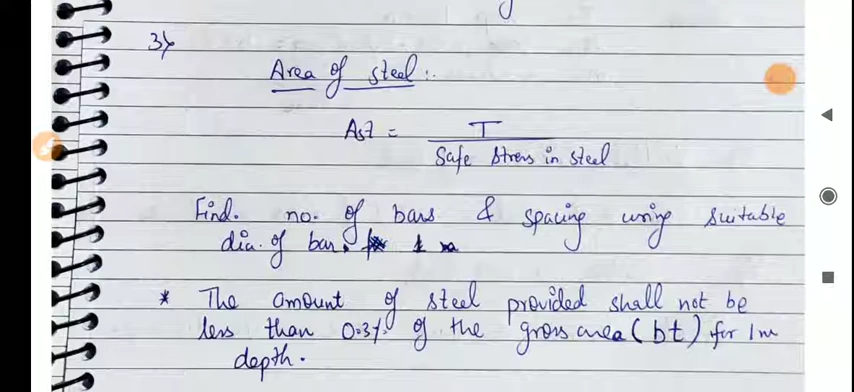 3)
Area of steel:.
Ast = T
Safe stress in steel
Find. no. of bars & spacing using suitable
dia. of bar.
* The amount of steel provided shall not be
less than 0.3% of the gross area (bt) for 1m
depth.